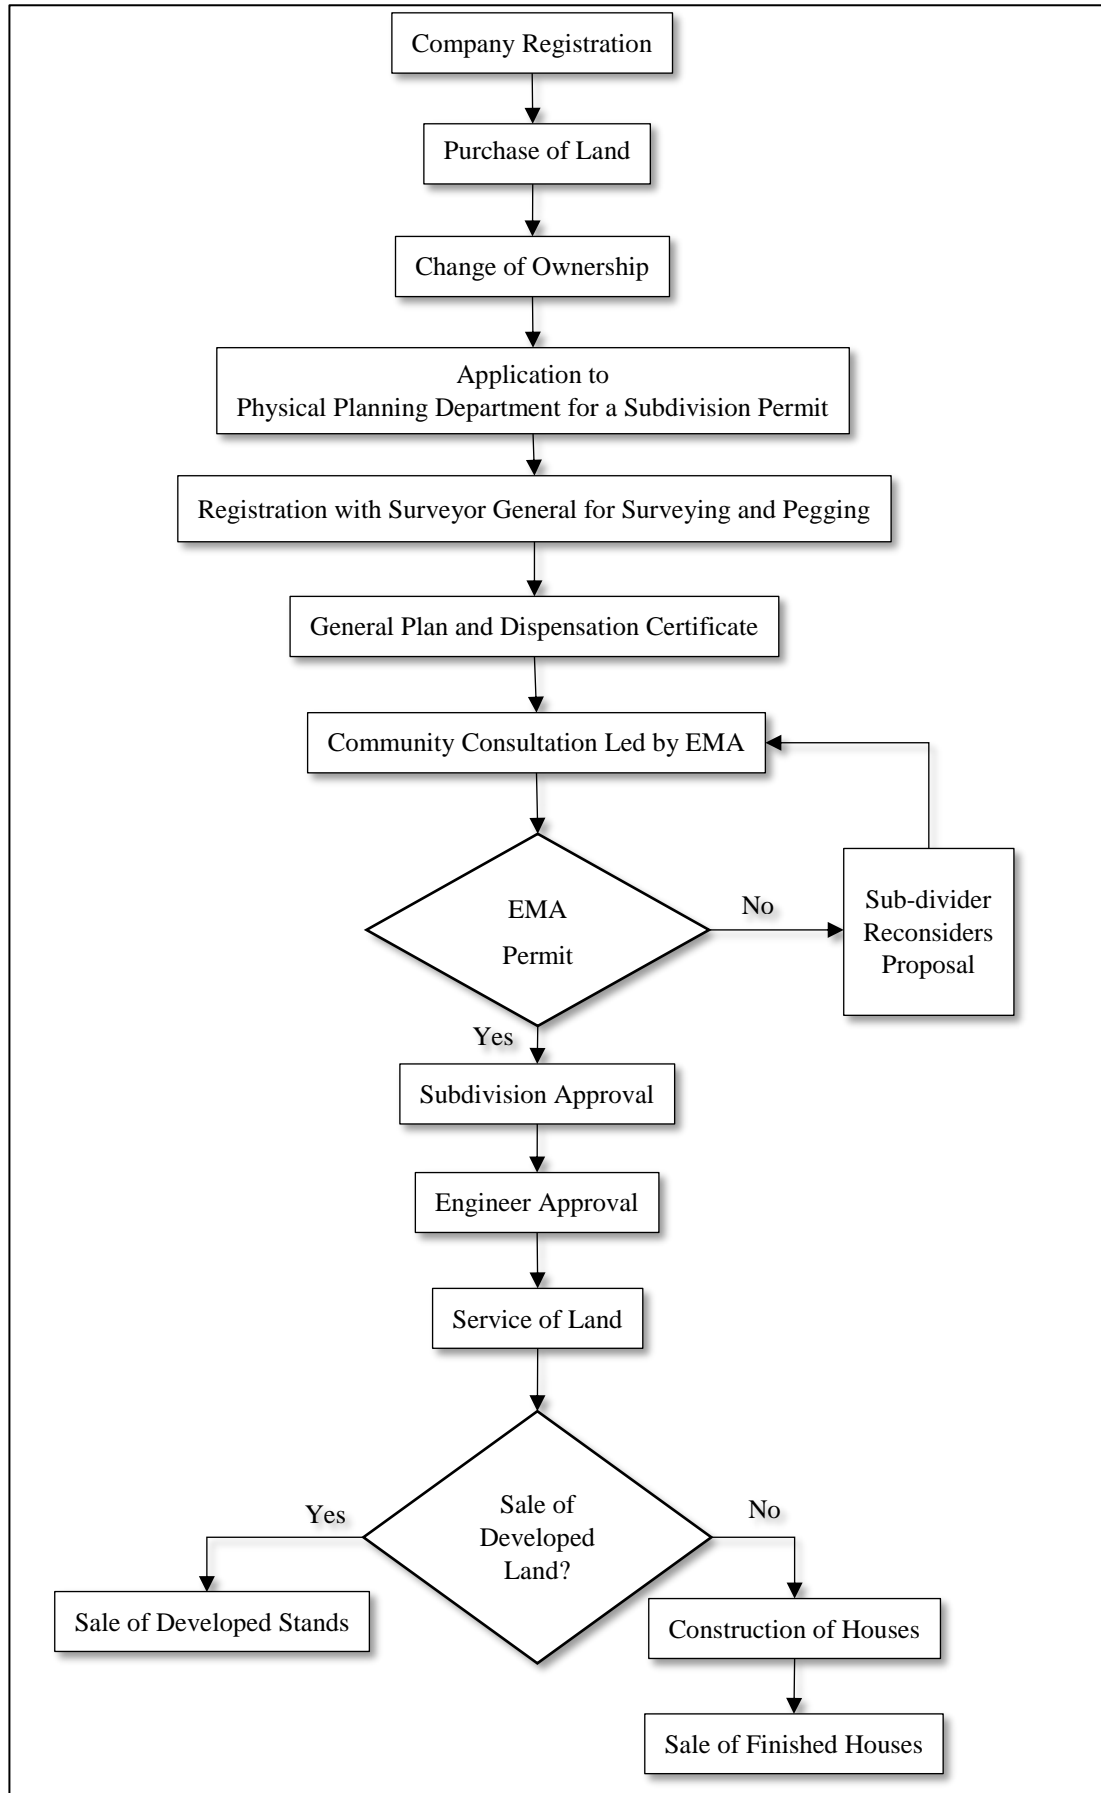 Company Registration
Purchase of Land
Change of Ownership
Application to
Physical Planning Department for a Subdivision Permit
Registration with Surveyor General for Surveying and Pegging
General Plan and Dispensation Certificate
Community Consultation Led by EMA
EMA
Permit
No
Sub-divider
Reconsiders
Proposal
Yes
Subdivision Approval
Engineer Approval
Service of Land
Sale of
Developed
Land?
Yes
No
Sale of Developed Stands
Construction of Houses
Sale of Finished Houses